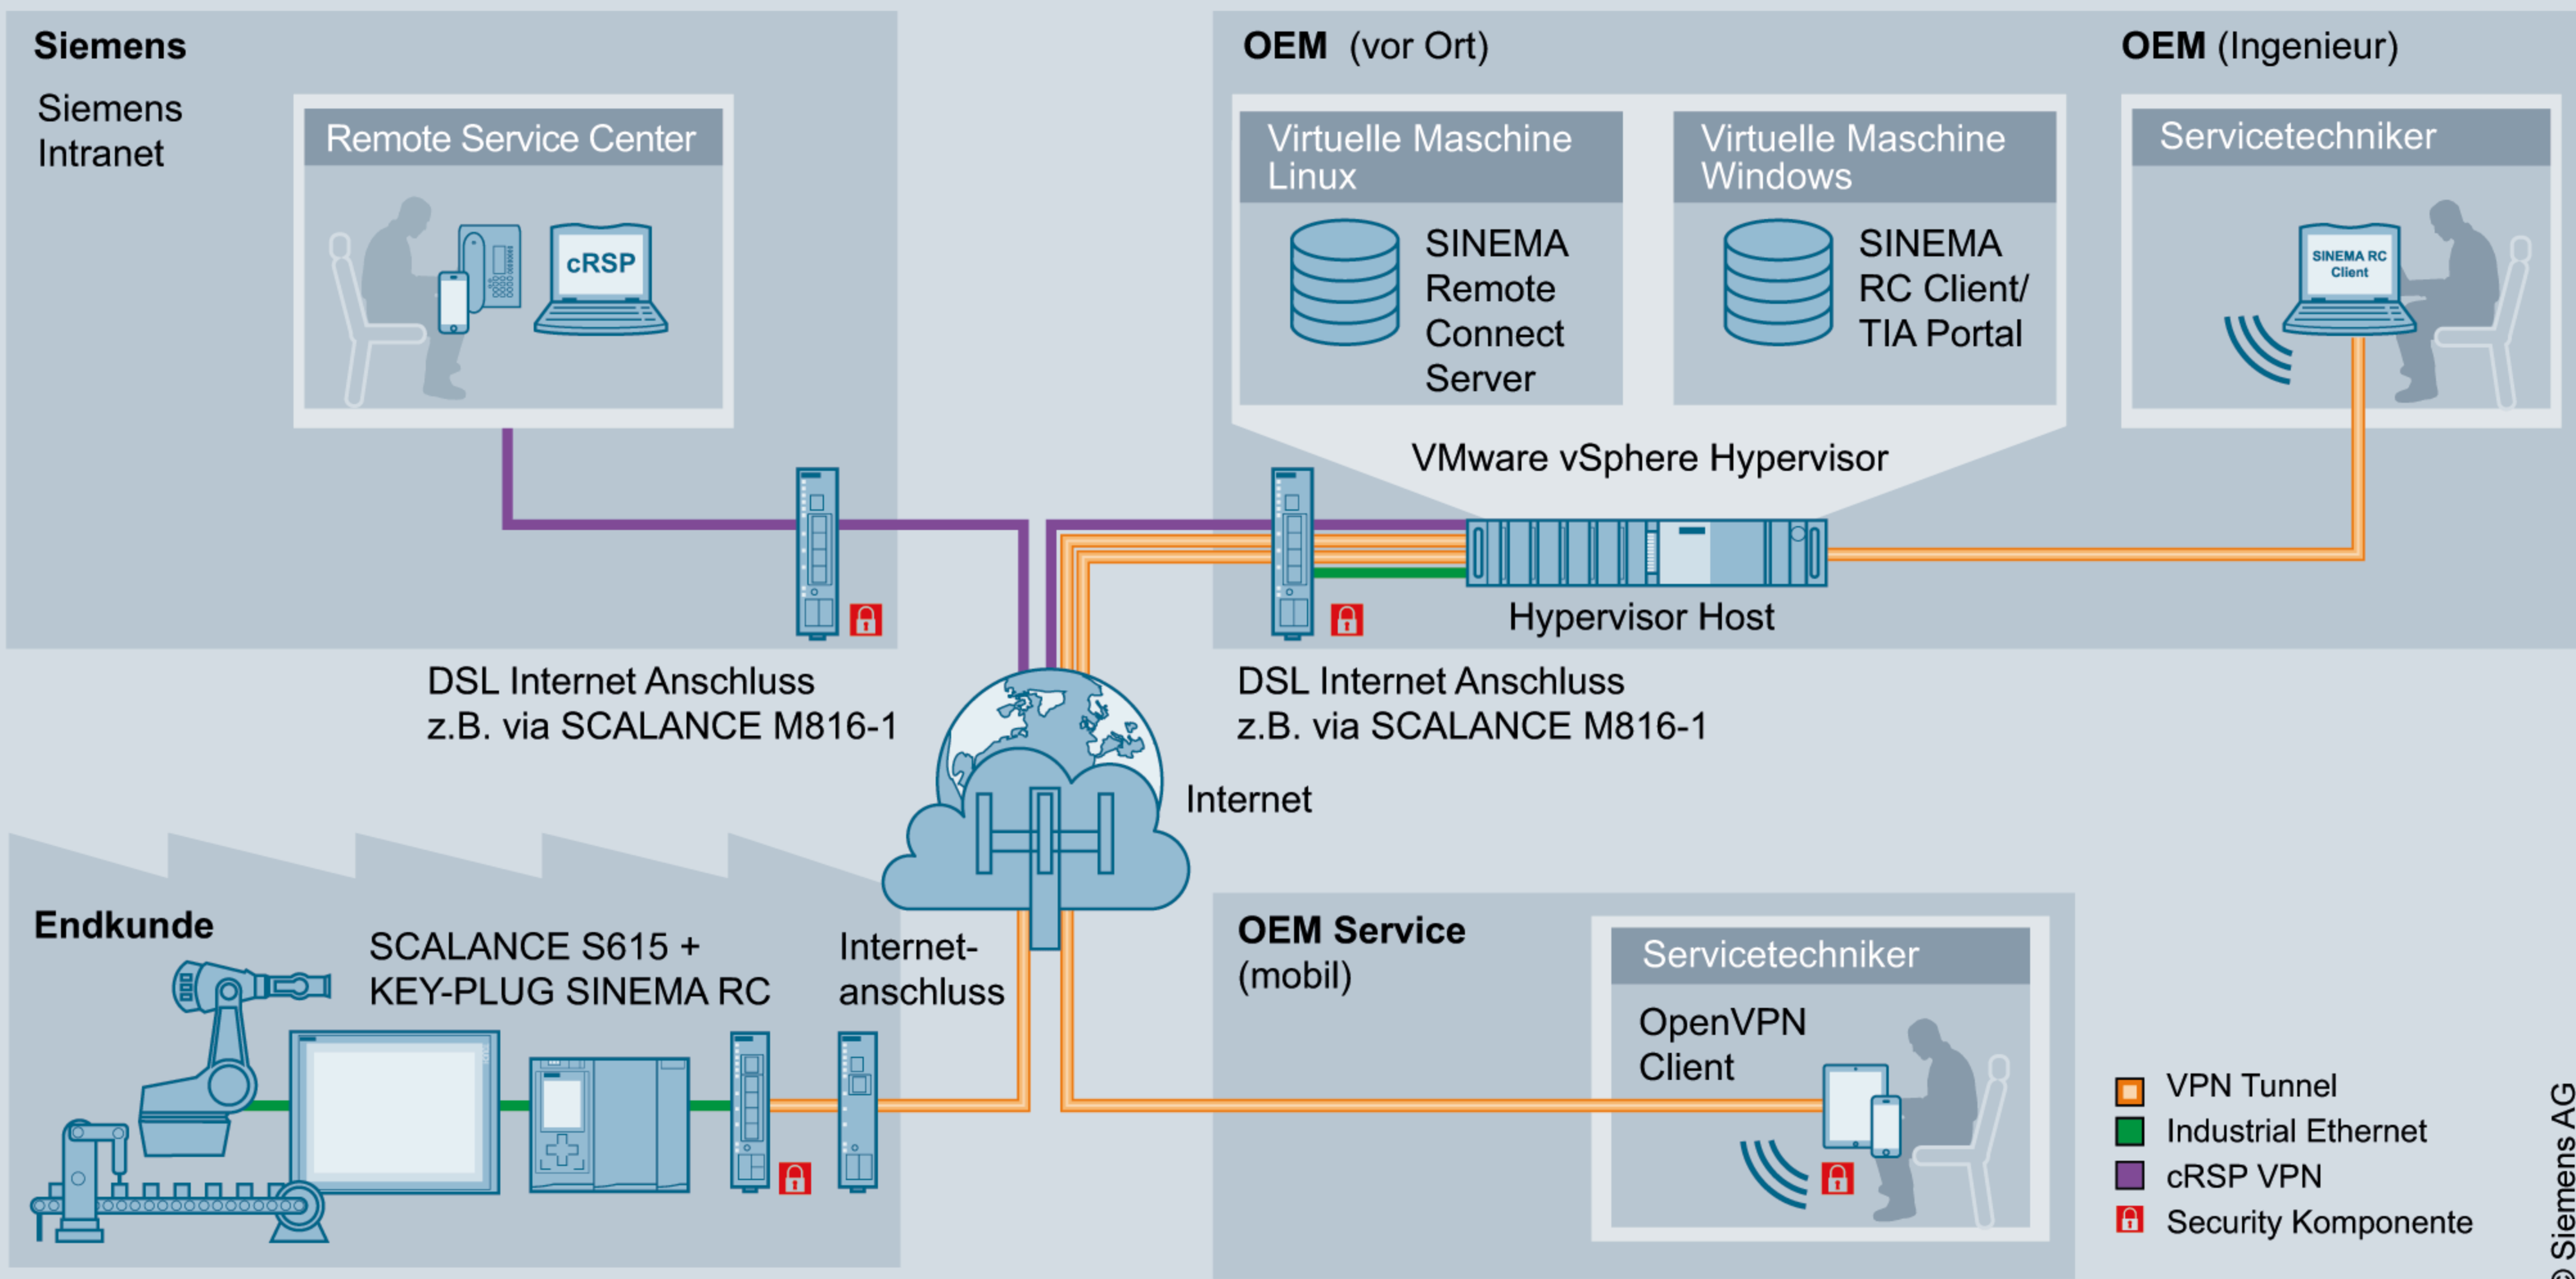 Siemens
Siemens
Intranet
Remote Service Center
cRSP
OEM (vor Ort)
Virtuelle Maschine
Linux
SINEMA
Remote
Connect
Server
Virtuelle Maschine
Windows
SINEMA
RC Client/
TIA Portal
VMware vSphere Hypervisor
Hypervisor Host
OEM (Ingenieur)
Servicetechniker
SINEMA RC
Client
DSL Internet Anschluss
z.B. via SCALANCE M816-1
DSL Internet Anschluss
z.B. via SCALANCE M816-1
Internet
Endkunde
SCALANCE S615 +
KEY-PLUG SINEMA RC
Internet-
anschluss
OEM Service
(mobil)
Servicetechniker
OpenVPN
Client
VPN Tunnel
Industrial Ethernet
cRSP VPN
Security Komponente
© Siemens AG